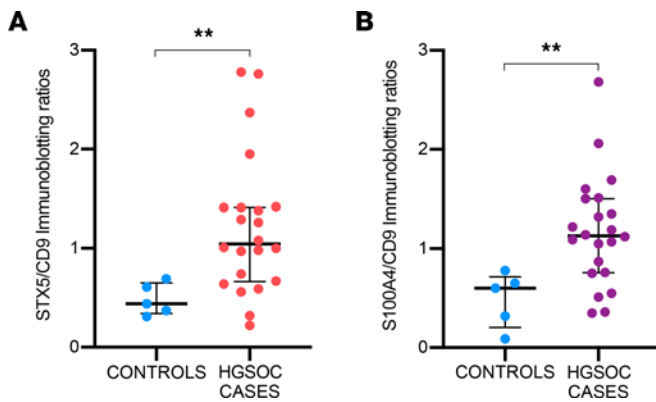 A
**
STX5/CD9 Immunoblotting ratios
3
2
1
0
CONTROLS
HGSOC
CASES
B
**
S100A4/CD9 Immunoblotting ratios
3
2
1
0
CONTROLS
HGSOC
CASES